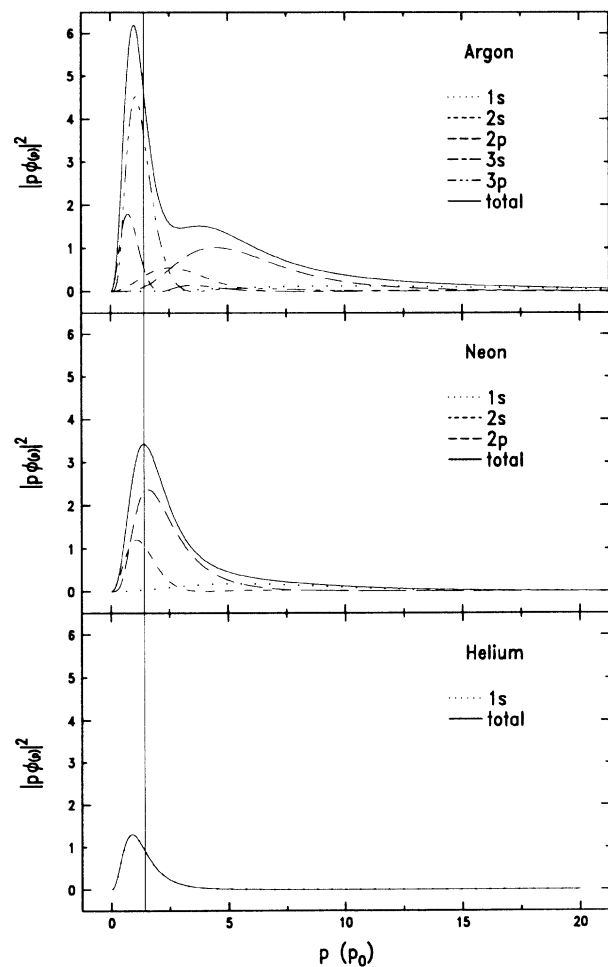 Argon
1s
2s
2p
3s
3p
total
|pϕ(p)|²
6
5
4
3
2
1
0
Neon
1s
2s
2p
total
|pϕ(p)|²
6
5
4
3
2
1
0
Helium
1s
total
|pϕ(p)|²
6
5
4
3
2
1
0
0 5 10 15 20
p (p₀)